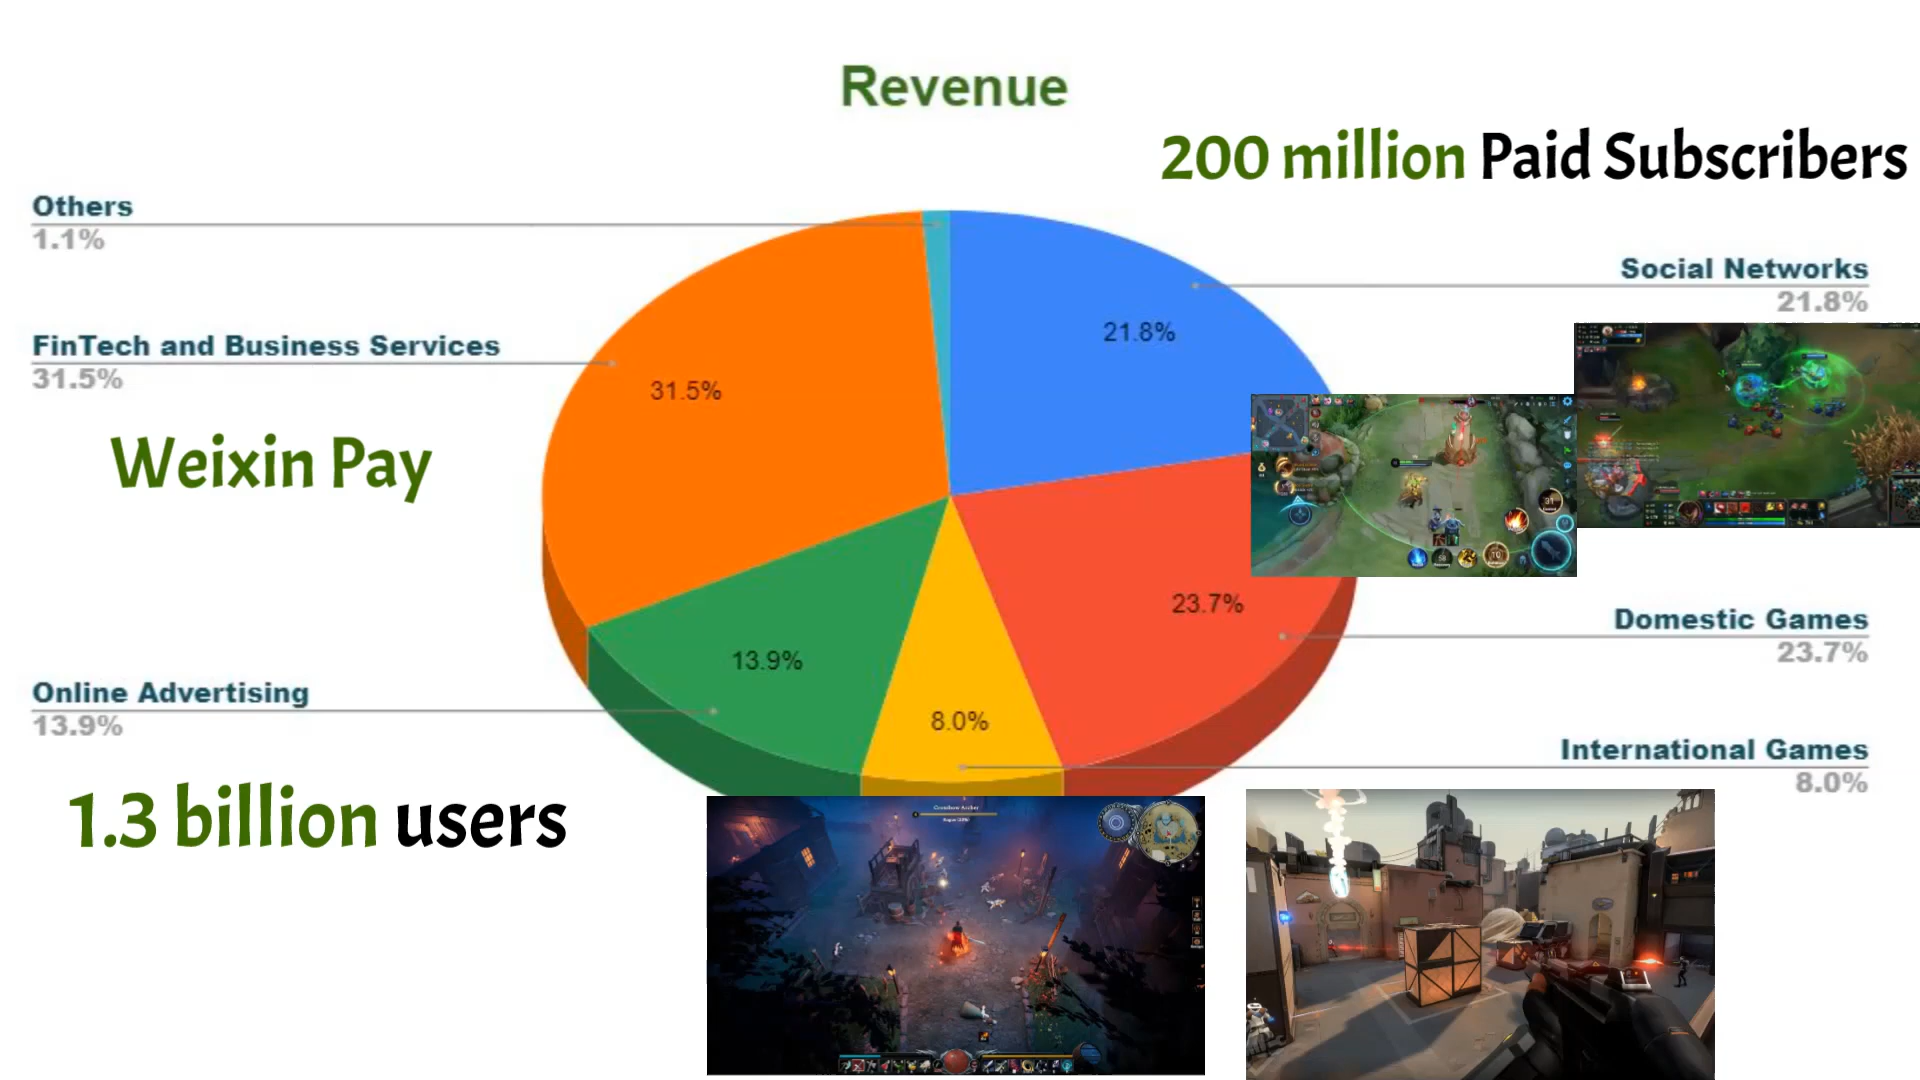 Revenue
200 million Paid Subscribers
Others
1.1%
Social Networks
21.8%
21.8%
FinTech and Business Services
31.5%
31.5%
Weixin Pay
23.7%
Domestic Games
23.7%
13.9%
Online Advertising
13.9%
8.0%
International Games
8.0%
1.3 billion users
Crossbow Archer